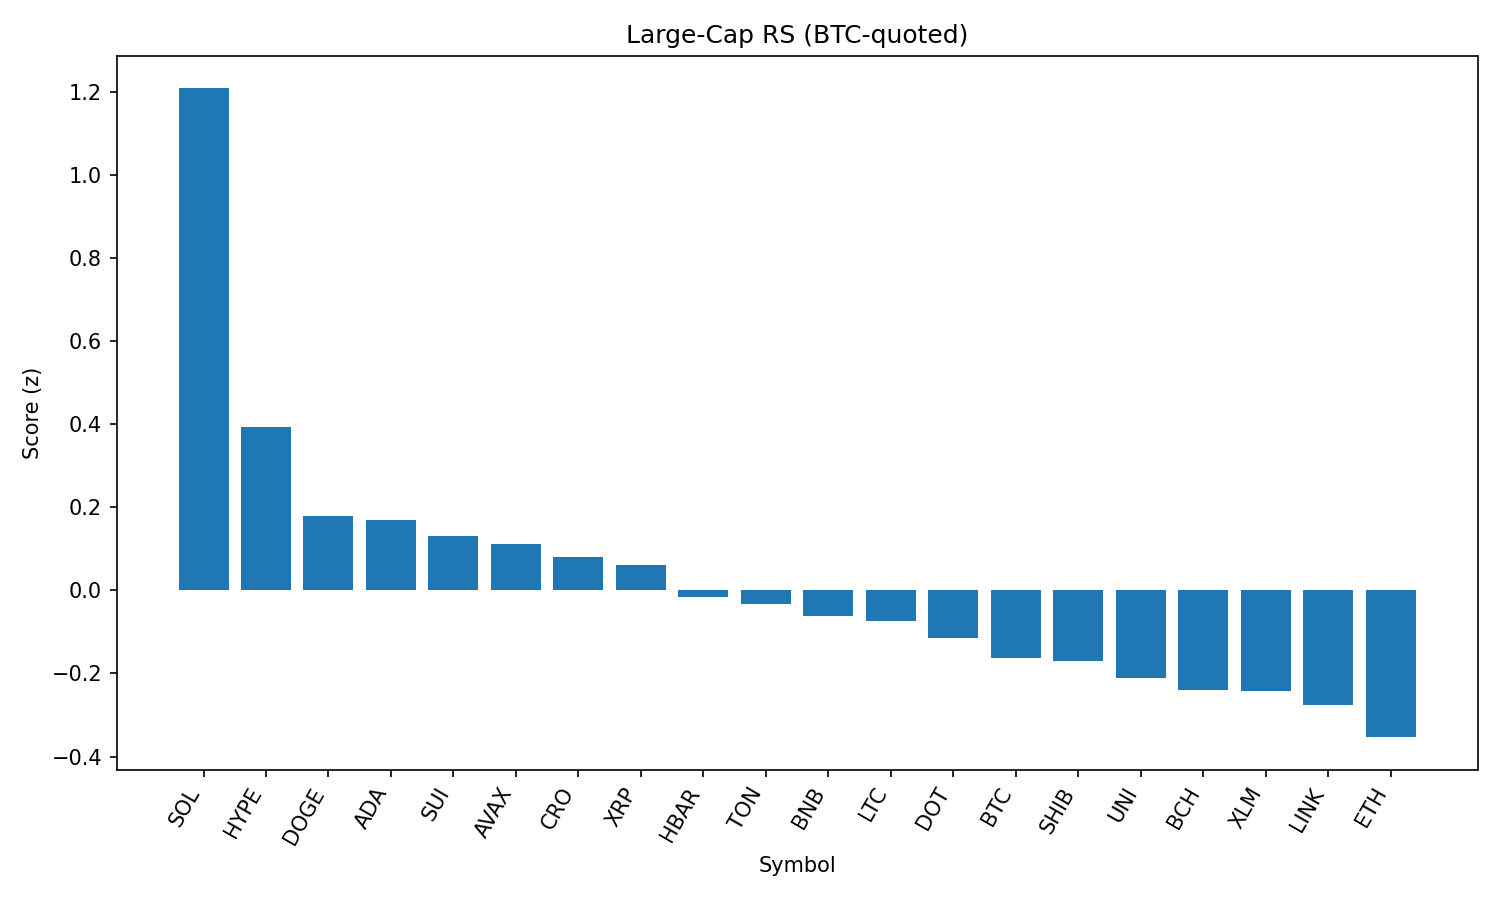 Large-Cap RS (BTC-quoted)
Score (z)
1.2
1.0
0.8
0.6
0.4
0.2
0.0
−0.2
−0.4
SOL
HYPE
DOGE
ADA
SUI
AVAX
CRO
XRP
HBAR
TON
BNB
LTC
DOT
BTC
SHIB
UNI
BCH
XLM
LINK
ETH
Symbol